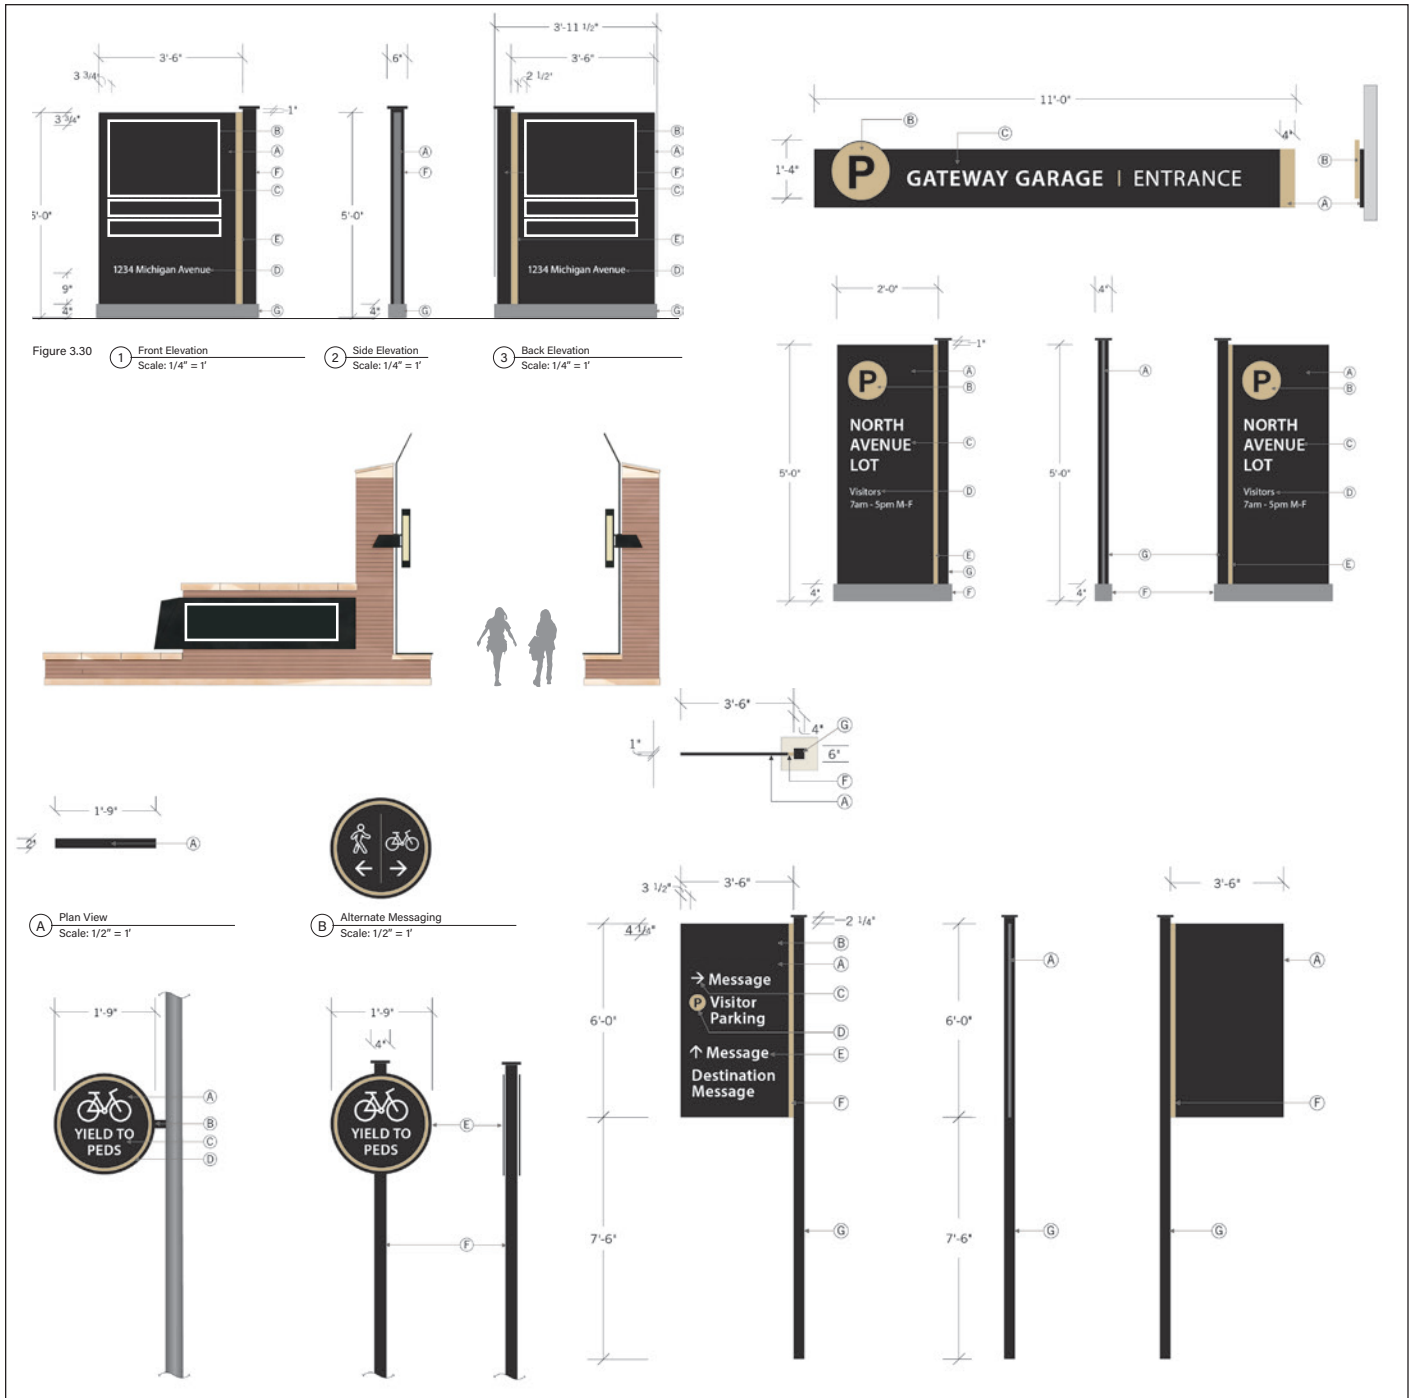 3'-11 1/2"
3'-6"
3 3/4"
6"
3'-6"
2 1/2"
1"
3 3/4"
B
A
F
C
E
D
G
5'-0"
9"
4"
1234 Michigan Avenue
A
F
G
5'-0"
4"
B
A
F
C
E
D
G
1234 Michigan Avenue
Figure 3.30
1 Front Elevation
Scale: 1/4" = 1'
2 Side Elevation
Scale: 1/4" = 1'
3 Back Elevation
Scale: 1/4" = 1'
11'-0"
B
C
4"
B
1'-4"
P GATEWAY GARAGE | ENTRANCE
A
2'-0"
4"
1"
A
B
C
D
E
G
F
5'-0"
4"
P
NORTH
AVENUE
LOT
Visitors
7am - 5pm M-F
A
G
F
5'-0"
4"
P
NORTH
AVENUE
LOT
Visitors
7am - 5pm M-F
A
B
C
D
E
3'-6"
4"
G
1"
6"
F
A
1'-9"
2"
A
A Plan View
Scale: 1/2" = 1'
B Alternate Messaging
Scale: 1/2" = 1'
1'-9"
YIELD TO
PEDS
A
B
C
D
1'-9"
4"
YIELD TO
PEDS
E
F
3'-6"
3 1/2"
2 1/4"
4 1/4"
B
A
C
D
E
F
G
6'-0"
7'-6"
→ Message
P Visitor
Parking
↑ Message
Destination
Message
6'-0"
7'-6"
A
G
3'-6"
A
F
G